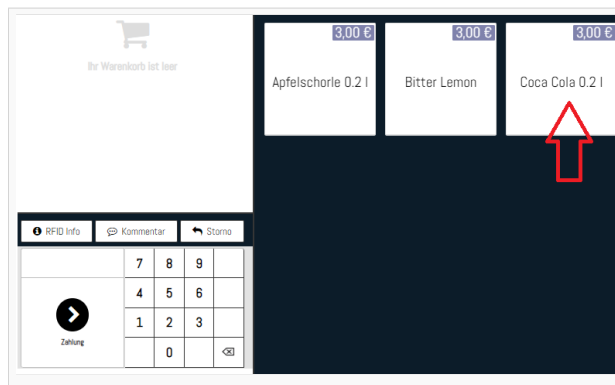 Ihr Warenkorb ist leer
3,00 €
Apfelschorle 0.2 l
3,00 €
Bitter Lemon
3,00 €
Coca Cola 0.2 l
RFID Info
Kommentar
Storno
7 8 9
4 5 6
1 2 3
0
Zahlung